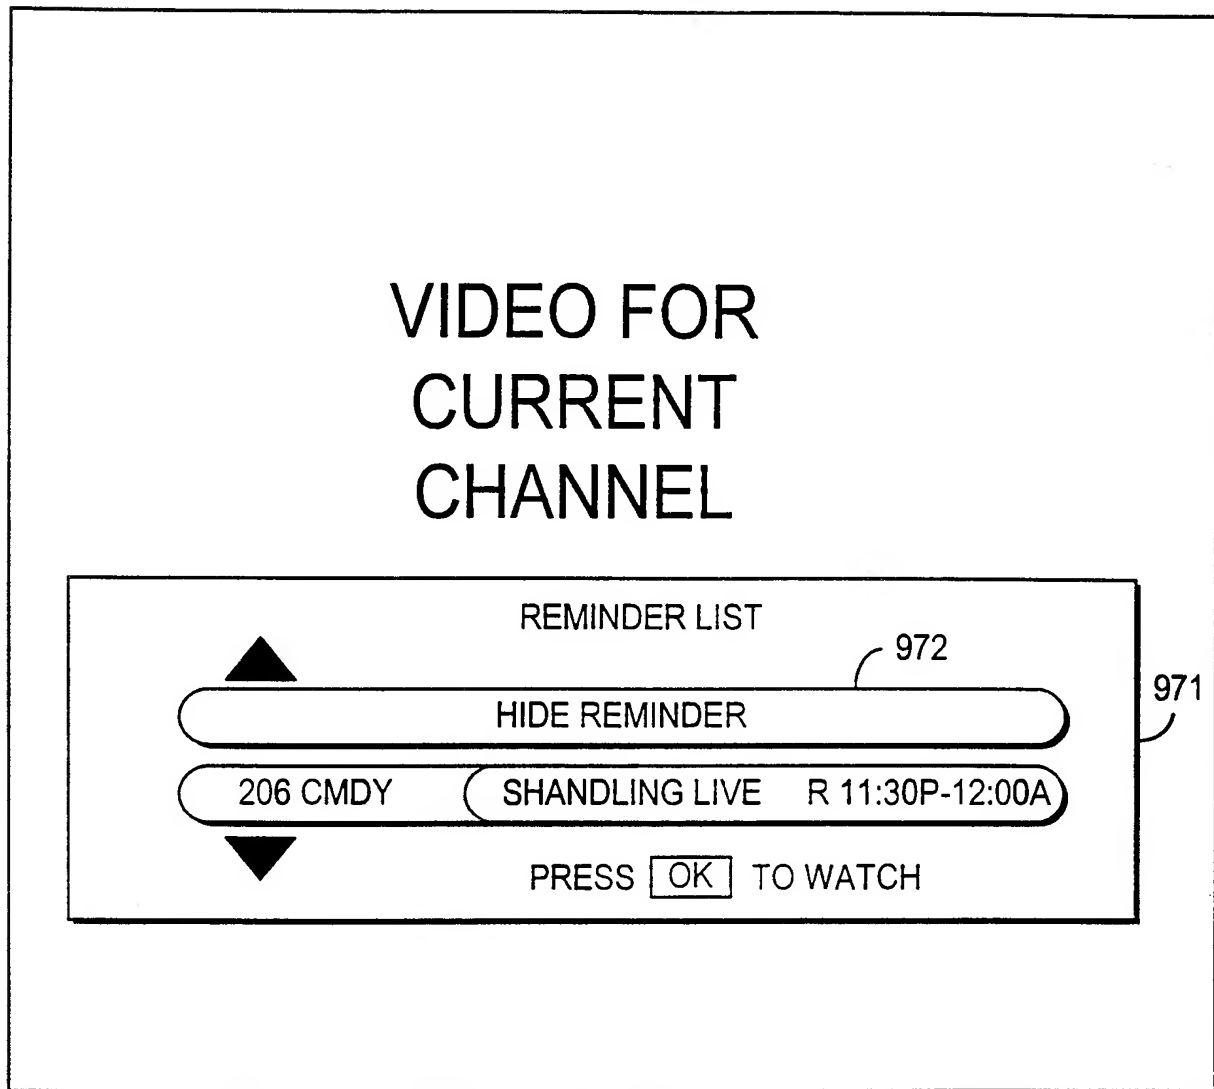 VIDEO FOR
CURRENT
CHANNEL
REMINDER LIST
972
971
HIDE REMINDER
206 CMDY SHANDLING LIVE R 11:30P-12:00A
PRESS OK TO WATCH